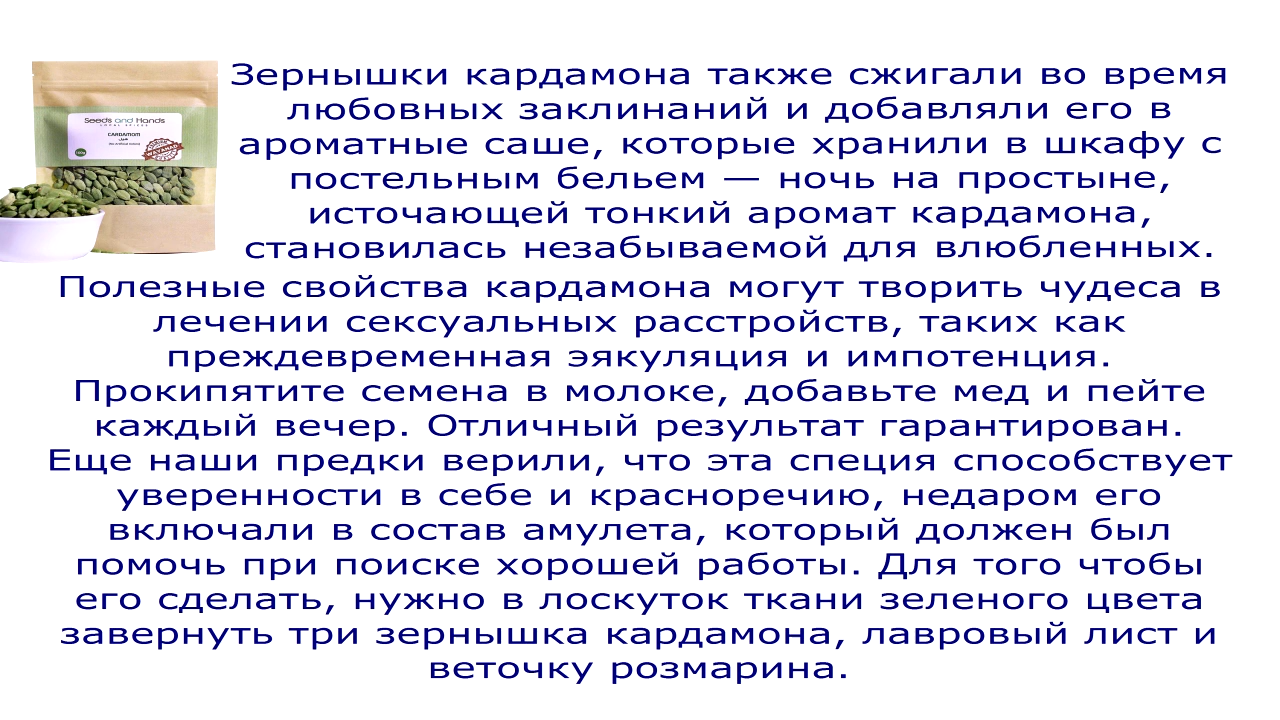 Seeds and Hands
LOCAL SPICES
CARDAMOM
هيل
WAYANAD
Зернышки кардамона также сжигали во время
любовных заклинаний и добавляли его в
ароматные саше, которые хранили в шкафу с
постельным бельем — ночь на простыне,
источающей тонкий аромат кардамона,
становилась незабываемой для влюбленных.
Полезные свойства кардамона могут творить чудеса в
лечении сексуальных расстройств, таких как
преждевременная эякуляция и импотенция.
Прокипятите семена в молоке, добавьте мед и пейте
каждый вечер. Отличный результат гарантирован.
Еще наши предки верили, что эта специя способствует
уверенности в себе и красноречию, недаром его
включали в состав амулета, который должен был
помочь при поиске хорошей работы. Для того чтобы
его сделать, нужно в лоскуток ткани зеленого цвета
завернуть три зернышка кардамона, лавровый лист и
веточку розмарина.